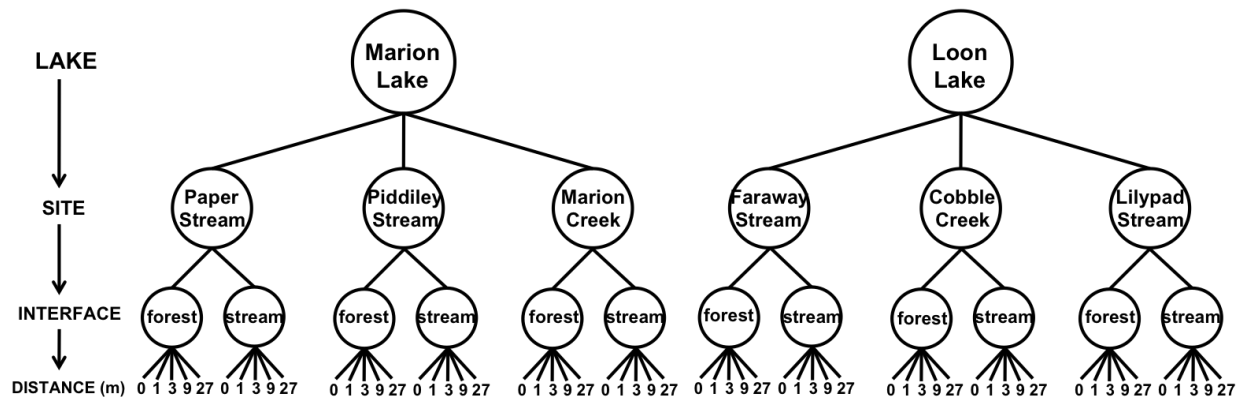 LAKE
Marion
Lake
Loon
Lake
SITE
Paper
Stream
Piddiley
Stream
Marion
Creek
Faraway
Stream
Cobble
Creek
Lilypad
Stream
INTERFACE
forest stream forest stream forest stream forest stream forest stream forest stream
DISTANCE (m) 0 1 3 9 27 0 1 3 9 27 0 1 3 9 27 0 1 3 9 27 0 1 3 9 27 0 1 3 9 27 0 1 3 9 27 0 1 3 9 27 0 1 3 9 27 0 1 3 9 27 0 1 3 9 27 0 1 3 9 27